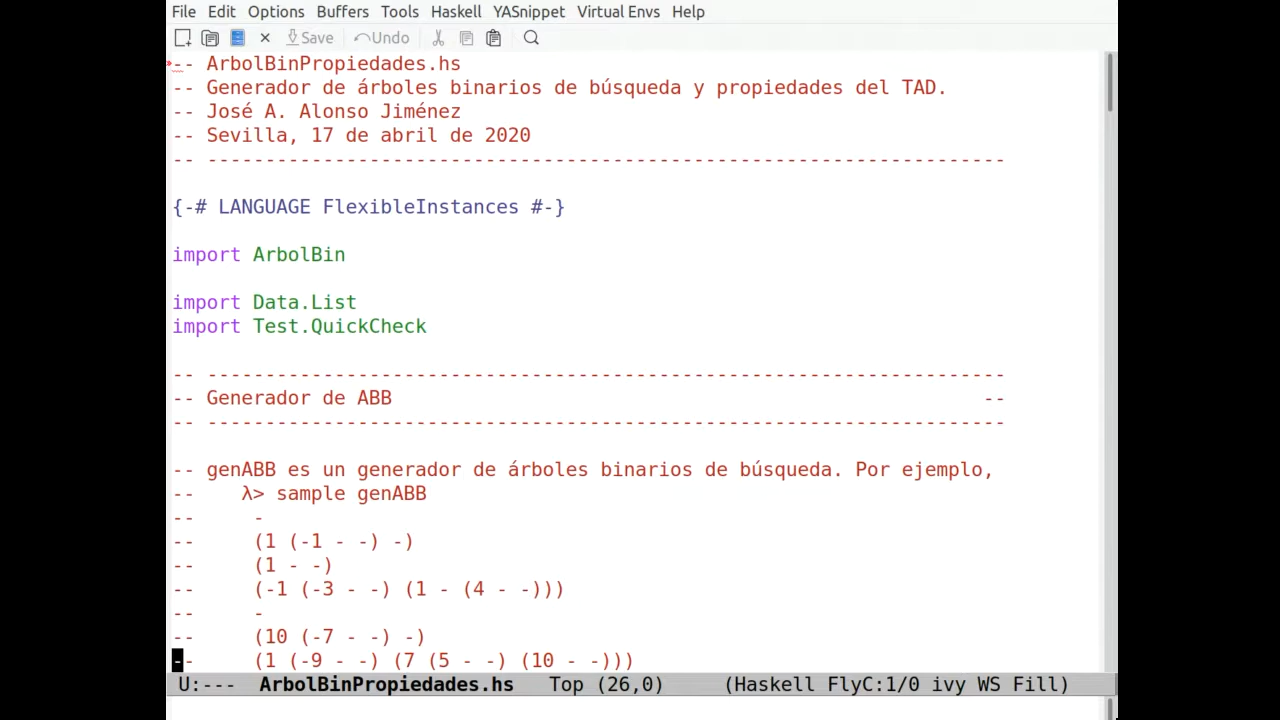 File Edit Options Buffers Tools Haskell YASnippet Virtual Envs Help
Save Undo
-- ArbolBinPropiedades.hs
-- Generador de árboles binarios de búsqueda y propiedades del TAD.
-- José A. Alonso Jiménez
-- Sevilla, 17 de abril de 2020
-- ---------------------------------------------------------------------
{-# LANGUAGE FlexibleInstances #-}
import ArbolBin
import Data.List
import Test.QuickCheck
-- ---------------------------------------------------------------------
-- Generador de ABB --
-- ---------------------------------------------------------------------
-- genABB es un generador de árboles binarios de búsqueda. Por ejemplo,
-- λ> sample genABB
-- -
-- (1 (-1 - -) -)
-- (1 - -)
-- (-1 (-3 - -) (1 - (4 - -)))
-- -
-- (10 (-7 - -) -)
-- (1 (-9 - -) (7 (5 - -) (10 - -)))
U:--- ArbolBinPropiedades.hs Top (26,0) (Haskell FlyC:1/0 ivy WS Fill)